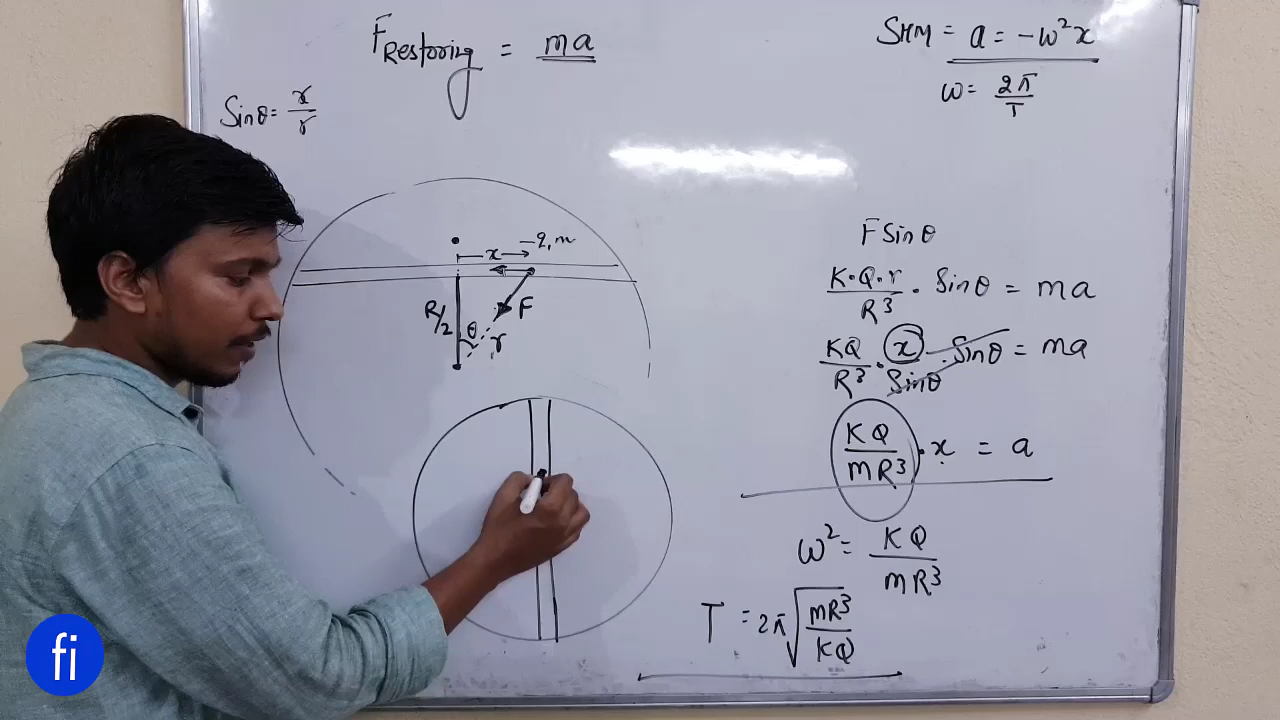 F Restoring = ma
SHM = a = -ω²x
ω = 2π/T
Sinθ = x/r
x
-q, m
R/2
θ
F
r
F Sinθ
K·Q·r/R³ · Sinθ = ma
KQ/R³ · x/Sinθ · Sinθ = ma
KQ/mR³ · x = a
ω² = KQ/mR³
T = 2π√(mR³/KQ)
fi